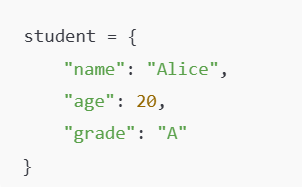 student = {
    "name": "Alice",
    "age": 20,
    "grade": "A"
}